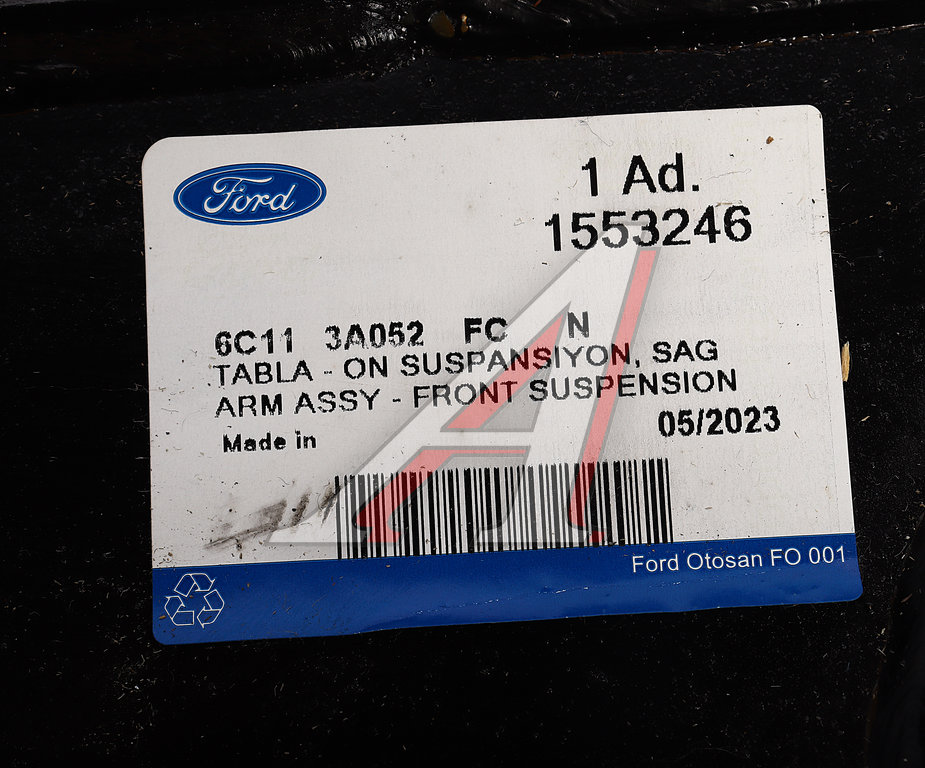 Ford
1 Ad.
1553246
6C11 3A052 FC N
TABLA - ON SUSPANSIYON, SAG
ARM ASSY - FRONT SUSPENSION
Made in
05/2023
Ford Otosan FO 001